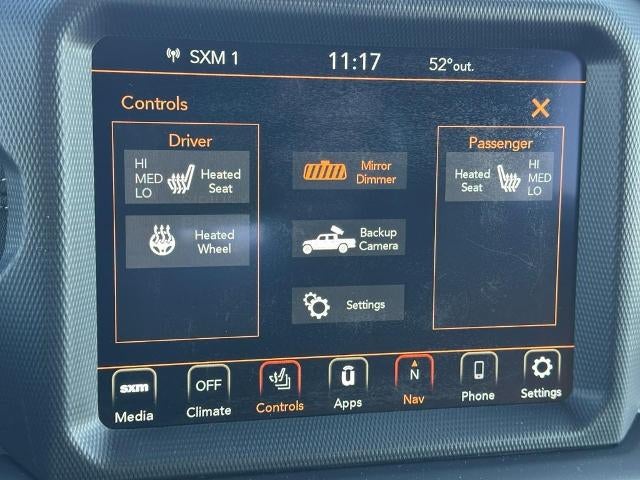 SXM 1 11:17 52°out.
Controls
Driver
HI
MED
LO
Heated
Seat
Heated
Wheel
Mirror
Dimmer
Backup
Camera
Settings
Passenger
Heated
Seat
HI
MED
LO
sxm
Media
OFF
Climate
Controls
ū
Apps
N
Nav
Phone
Settings